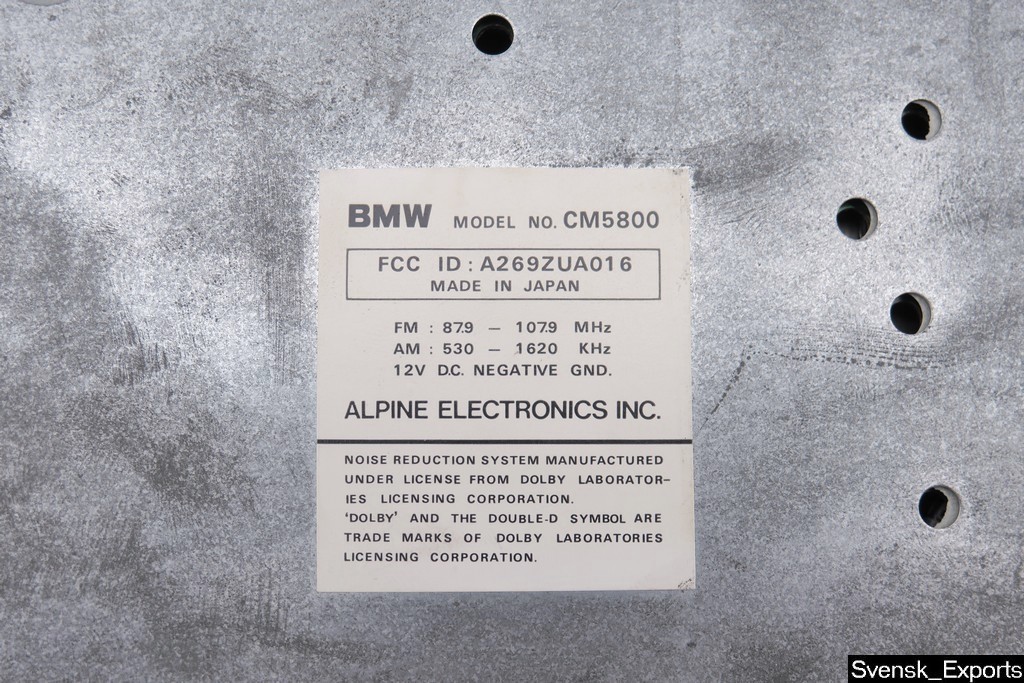 BMW MODEL NO. CM5800
FCC ID : A269ZUA016
MADE IN JAPAN
FM : 87.9 — 107.9 MHz
AM : 530 — 1620 KHz
12V D.C. NEGATIVE GND.
ALPINE ELECTRONICS INC.
NOISE REDUCTION SYSTEM MANUFACTURED
UNDER LICENSE FROM DOLBY LABORATOR–
IES LICENSING CORPORATION.
‘DOLBY’ AND THE DOUBLE-D SYMBOL ARE
TRADE MARKS OF DOLBY LABORATORIES
LICENSING CORPORATION.
Svensk_Exports